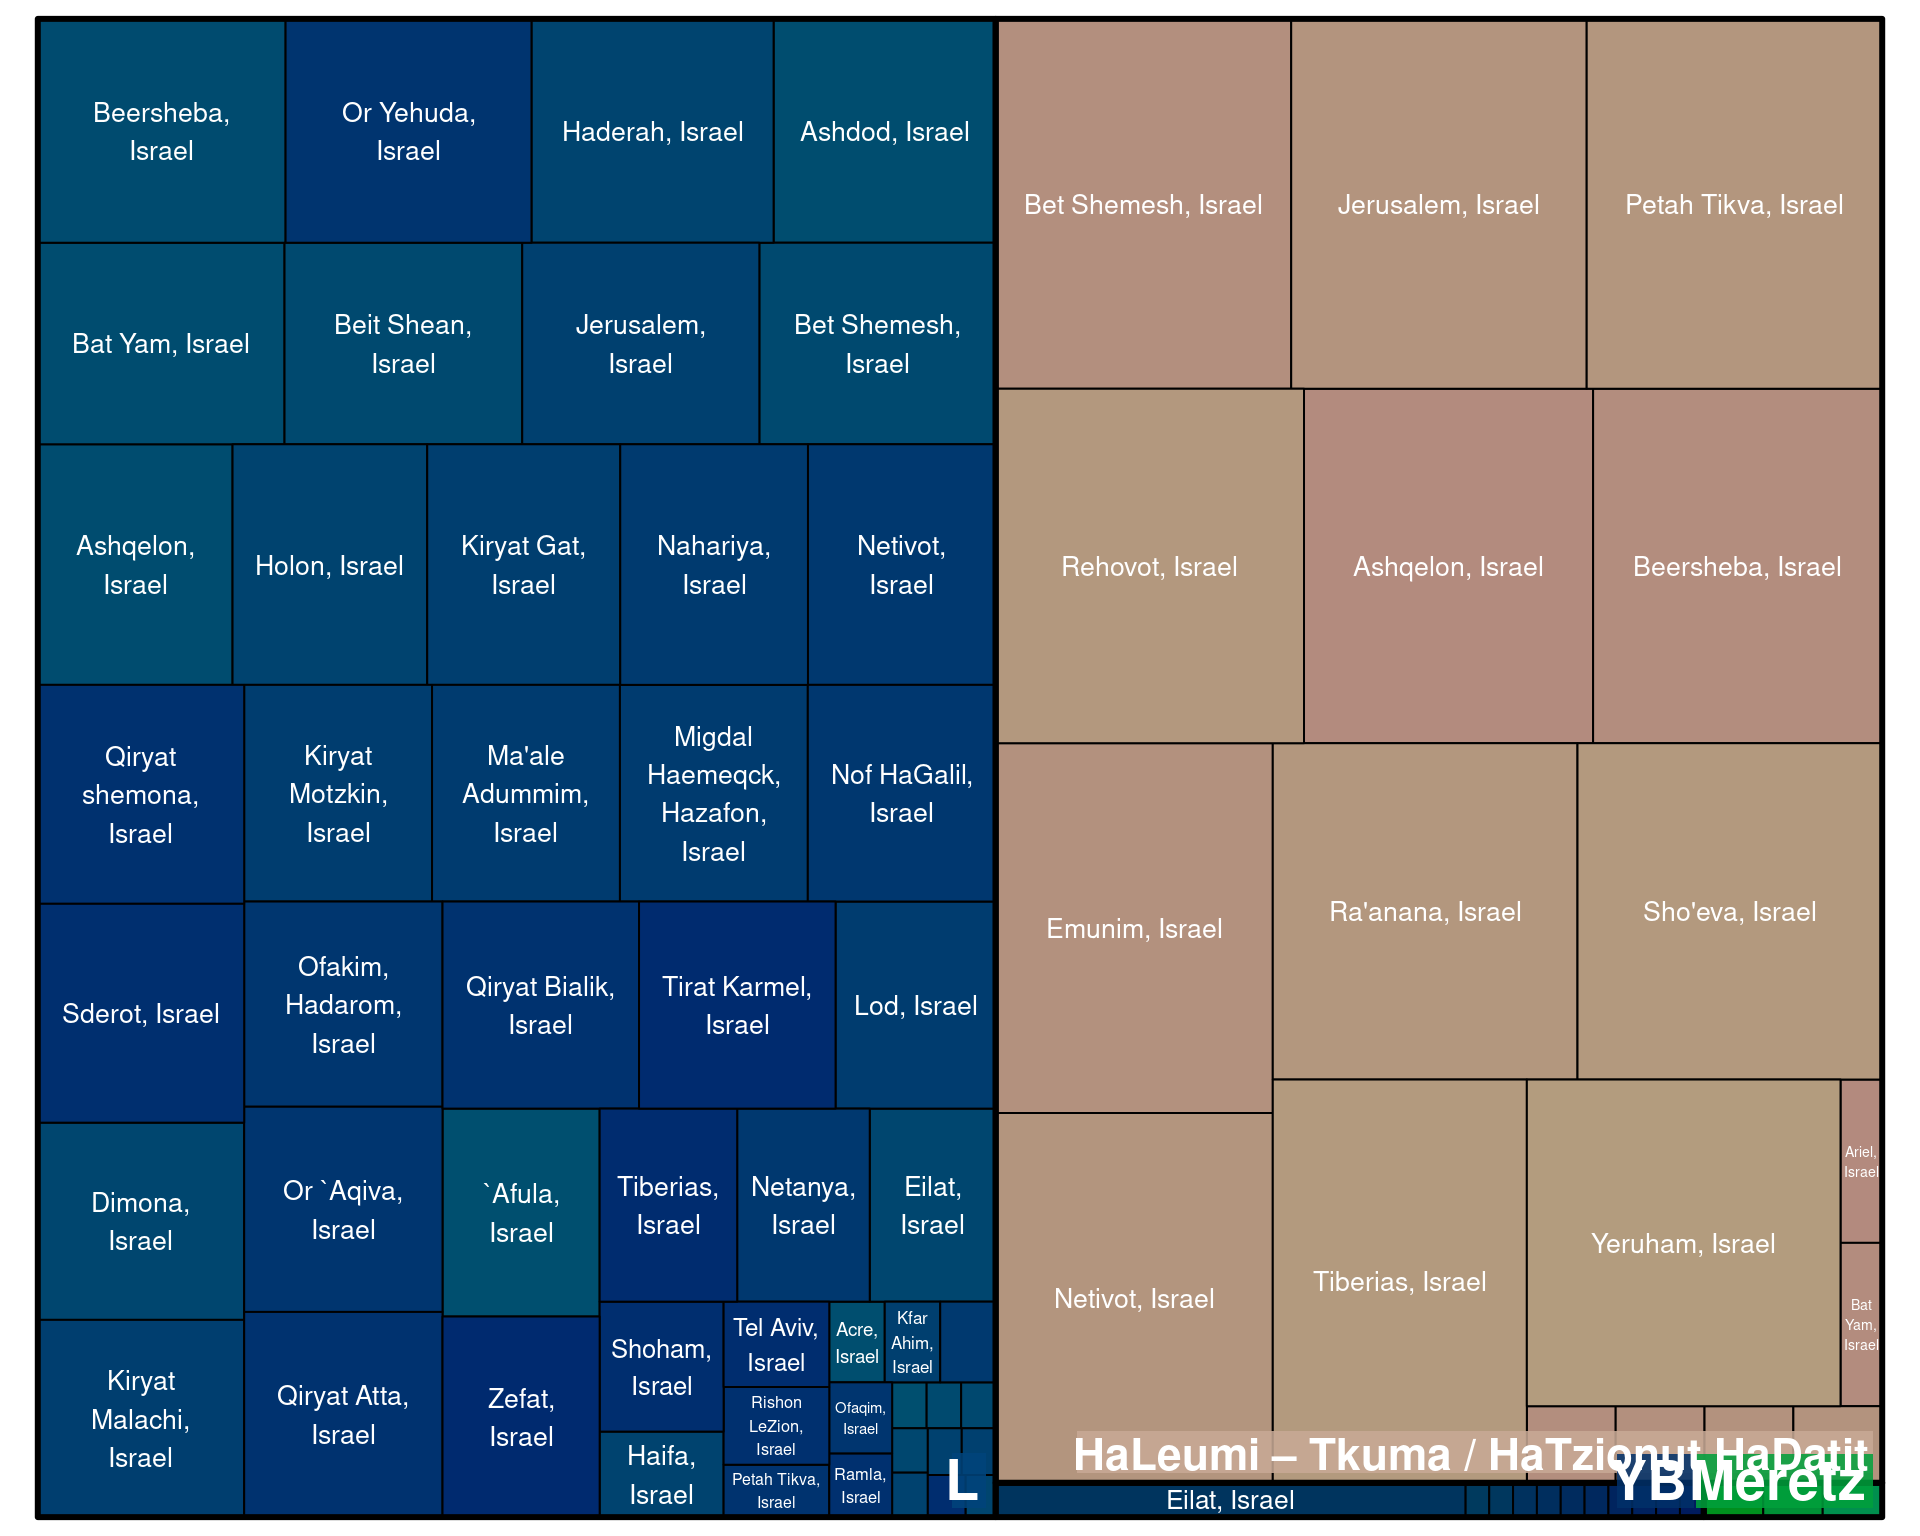 Beersheba,
Israel
Or Yehuda,
Israel
Haderah, Israel
Ashdod, Israel
Bat Yam, Israel
Beit Shean,
Israel
Jerusalem,
Israel
Bet Shemesh,
Israel
Ashqelon,
Israel
Holon, Israel
Kiryat Gat,
Israel
Nahariya,
Israel
Netivot,
Israel
Qiryat
shemona,
Israel
Kiryat
Motzkin,
Israel
Ma'ale
Adummim,
Israel
Migdal
Haemeqck,
Hazafon,
Israel
Nof HaGalil,
Israel
Sderot, Israel
Ofakim,
Hadarom,
Israel
Qiryat Bialik,
Israel
Tirat Karmel,
Israel
Lod, Israel
Dimona,
Israel
Or `Aqiva,
Israel
`Afula,
Israel
Tiberias,
Israel
Netanya,
Israel
Eilat,
Israel
Kiryat
Malachi,
Israel
Qiryat Atta,
Israel
Zefat,
Israel
Shoham,
Israel
Haifa,
Israel
Tel Aviv,
Israel
Rishon
LeZion,
Israel
Petah Tikva,
Israel
Acre,
Israel
Kfar
Ahim,
Israel
Ofaqim,
Israel
Ramla,
Israel
L
Bet Shemesh, Israel
Jerusalem, Israel
Petah Tikva, Israel
Rehovot, Israel
Ashqelon, Israel
Beersheba, Israel
Emunim, Israel
Ra'anana, Israel
Sho'eva, Israel
Netivot, Israel
Tiberias, Israel
Yeruham, Israel
Ariel,
Israel
Bat
Yam,
Israel
HaLeumi – Tkuma / HaTzionut HaDatit
Eilat, Israel
YB
Meretz